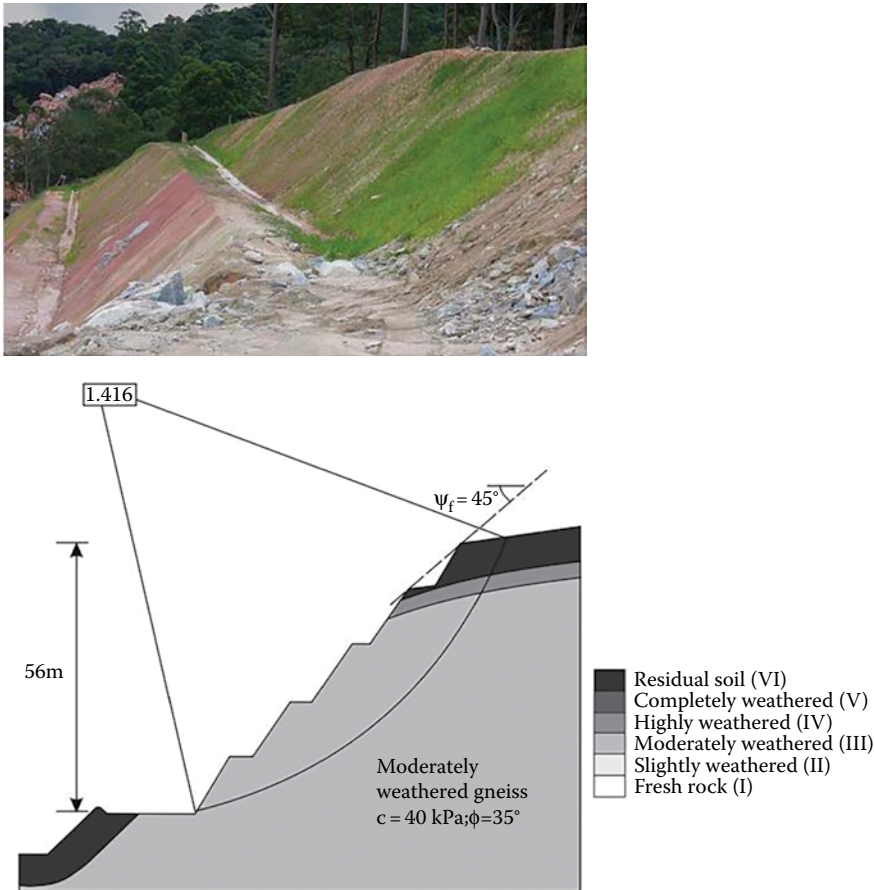 1.416
ψf = 45°
56m
Moderately
weathered gneiss
c = 40 kPa;ϕ=35°
Residual soil (VI)
Completely weathered (V)
Highly weathered (IV)
Moderately weathered (III)
Slightly weathered (II)
Fresh rock (I)